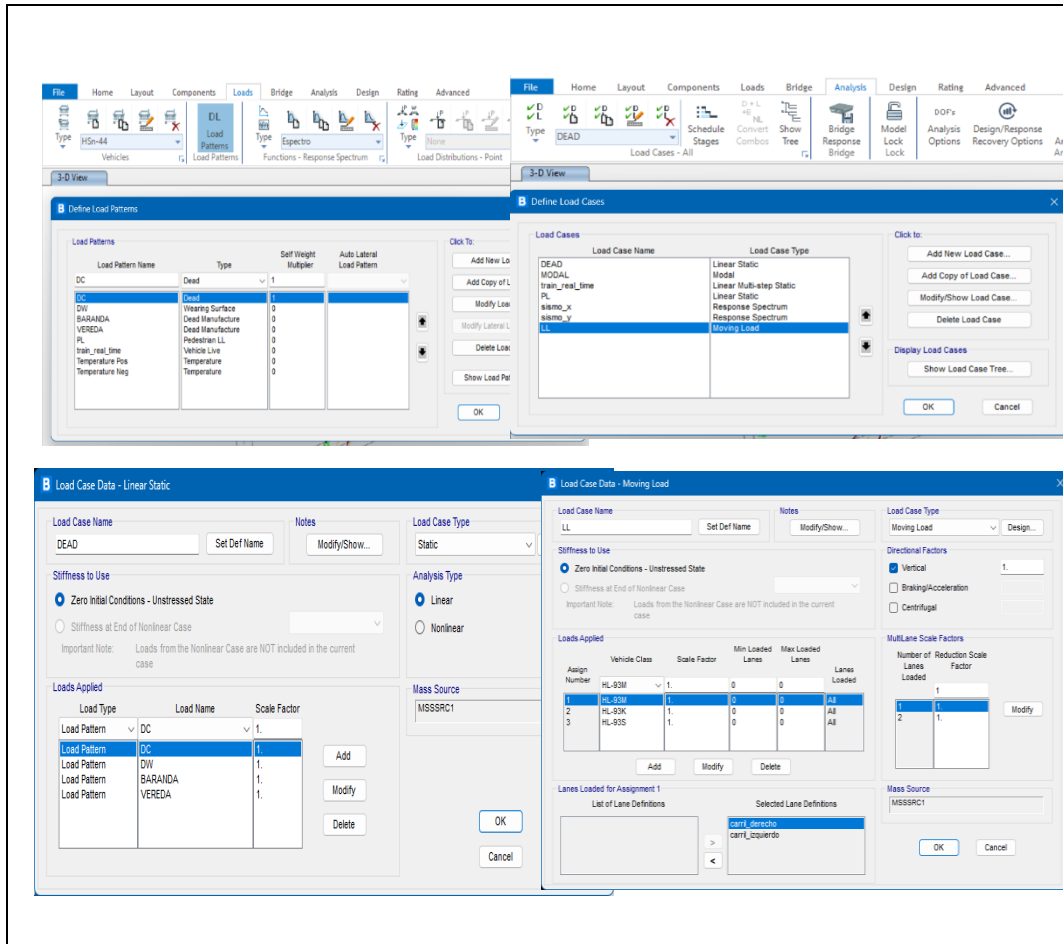 File Home Layout Components Loads Bridge Analysis Design Rating Advanced
Type HSn-44
DL Load Patterns
Type Espectro
Type None
Vehicles Load Patterns Functions - Response Spectrum Load Distributions - Point
3-D View
B Define Load Patterns
Load Patterns
Click To:
Load Pattern Name Type Self Weight Multiplier Auto Lateral Load Pattern
DC Dead 1
DC Dead 1
DW Wearing Surface 0
BARANDA Dead Manufacture 0
VEREDA Dead Manufacture 0
PL Pedestrian LL 0
train_real_time Vehicle Live 0
Temperature Pos Temperature 0
Temperature Neg Temperature 0
Add New Lo
Add Copy of L
Modify Loa
Modify Lateral L
Delete Load
Show Load Pat
OK
File Home Layout Components Loads Bridge Analysis Design Rating Advanced
Type DEAD
Schedule Stages
D + L +E NL Convert Combos
Show Tree
Bridge Response
Model Lock
DOF's Analysis Options
Design/Response Recovery Options
Load Cases - All Bridge Lock
3-D View
B Define Load Cases
Load Cases
Click to:
Load Case Name Load Case Type
DEAD Linear Static
MODAL Modal
train_real_time Linear Multi-step Static
PL Linear Static
sismo_x Response Spectrum
sismo_y Response Spectrum
LL Moving Load
Add New Load Case...
Add Copy of Load Case...
Modify/Show Load Case...
Delete Load Case
Display Load Cases
Show Load Case Tree...
OK Cancel
B Load Case Data - Linear Static
Load Case Name Notes Load Case Type
DEAD Set Def Name Modify/Show... Static
Stiffness to Use
Zero Initial Conditions - Unstressed State
Stiffness at End of Nonlinear Case
Important Note: Loads from the Nonlinear Case are NOT included in the current case
Analysis Type
Linear
Nonlinear
Loads Applied
Load Type Load Name Scale Factor
Load Pattern DC 1.
Load Pattern DC 1.
Load Pattern DW 1.
Load Pattern BARANDA 1.
Load Pattern VEREDA 1.
Add
Modify
Delete
Mass Source
MSSSRC1
OK
Cancel
B Load Case Data - Moving Load
Load Case Name Notes Load Case Type
LL Set Def Name Modify/Show... Moving Load Design...
Stiffness to Use
Zero Initial Conditions - Unstressed State
Stiffness at End of Nonlinear Case
Important Note: Loads from the Nonlinear Case are NOT included in the current case
Directional Factors
Vertical 1.
Braking/Acceleration
Centrifugal
Loads Applied
Assign Number Vehicle Class Scale Factor Min Loaded Lanes Max Loaded Lanes Lanes Loaded
HL-93M 1. 0 0
1 HL-93M 1. 0 0 All
2 HL-93K 1. 0 0 All
3 HL-93S 1. 0 0 All
Add Modify Delete
MultiLane Scale Factors
Number of Lanes Loaded Reduction Scale Factor
1
1 1.
2 1.
Modify
Lanes Loaded for Assignment 1
List of Lane Definitions Selected Lane Definitions
carril_derecho
carril_izquierdo
>
<
Mass Source
MSSSRC1
OK Cancel